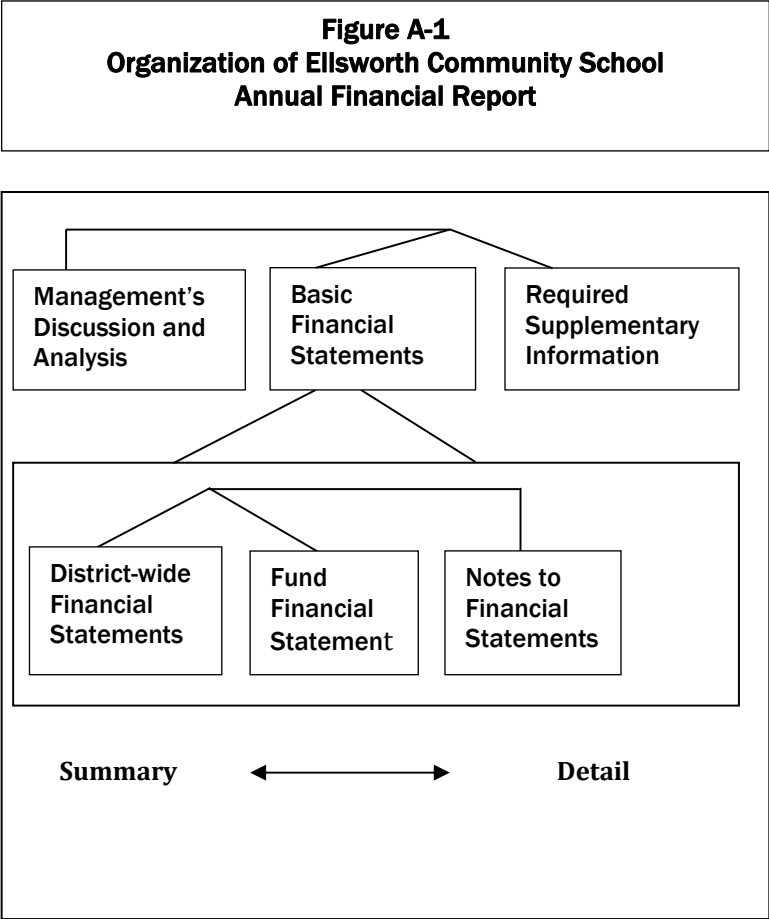 Figure A-1
Organization of Ellsworth Community School
Annual Financial Report
Management’s
Discussion and
Analysis
Basic
Financial
Statements
Required
Supplementary
Information
District-wide
Financial
Statements
Fund
Financial
Statement
Notes to
Financial
Statements
Summary
Detail